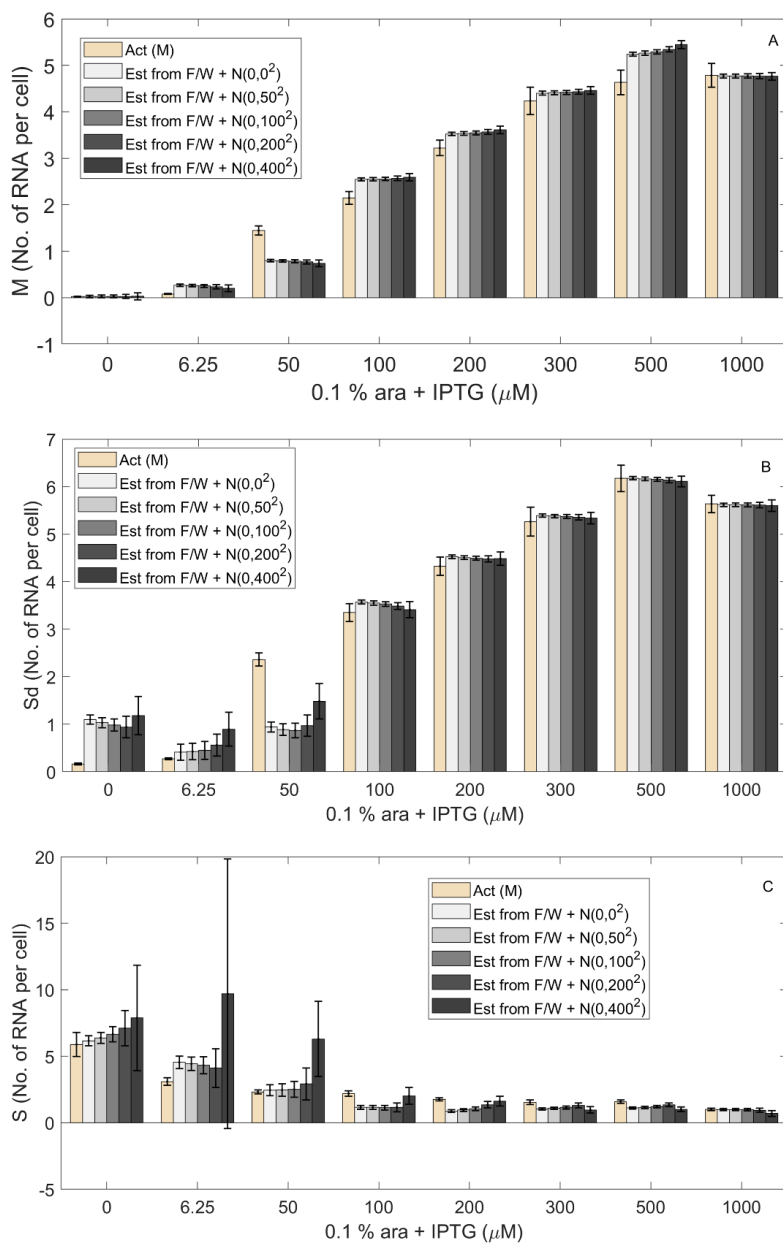 A
Act (M)
Est from F/W + N(0,0²)
Est from F/W + N(0,50²)
Est from F/W + N(0,100²)
Est from F/W + N(0,200²)
Est from F/W + N(0,400²)
M (No. of RNA per cell)
6
5
4
3
2
1
0
-1
0 6.25 50 100 200 300 500 1000
0.1 % ara + IPTG (μM)
B
Act (M)
Est from F/W + N(0,0²)
Est from F/W + N(0,50²)
Est from F/W + N(0,100²)
Est from F/W + N(0,200²)
Est from F/W + N(0,400²)
Sd (No. of RNA per cell)
7
6
5
4
3
2
1
0
0 6.25 50 100 200 300 500 1000
0.1 % ara + IPTG (μM)
C
Act (M)
Est from F/W + N(0,0²)
Est from F/W + N(0,50²)
Est from F/W + N(0,100²)
Est from F/W + N(0,200²)
Est from F/W + N(0,400²)
S (No. of RNA per cell)
20
15
10
5
0
-5
0 6.25 50 100 200 300 500 1000
0.1 % ara + IPTG (μM)